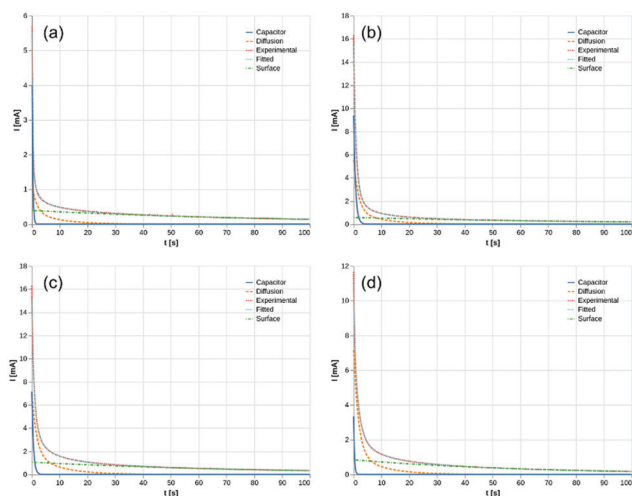 (a)
6
5
4
3
2
1
0
I [mA]
0 10 20 30 40 50 60 70 80 90 100
t [s]
Capacitor
Diffusion
Experimental
Fitted
Surface
(b)
18
16
14
12
10
8
6
4
2
0
I [mA]
0 10 20 30 40 50 60 70 80 90 100
t [s]
Capacitor
Diffusion
Experimental
Fitted
Surface
(c)
18
16
14
12
10
8
6
4
2
0
I [mA]
0 10 20 30 40 50 60 70 80 90 100
t [s]
Capacitor
Diffusion
Experimental
Fitted
Surface
(d)
12
10
8
6
4
2
0
I [mA]
0 10 20 30 40 50 60 70 80 90 100
t [s]
Capacitor
Diffusion
Experimental
Fitted
Surface